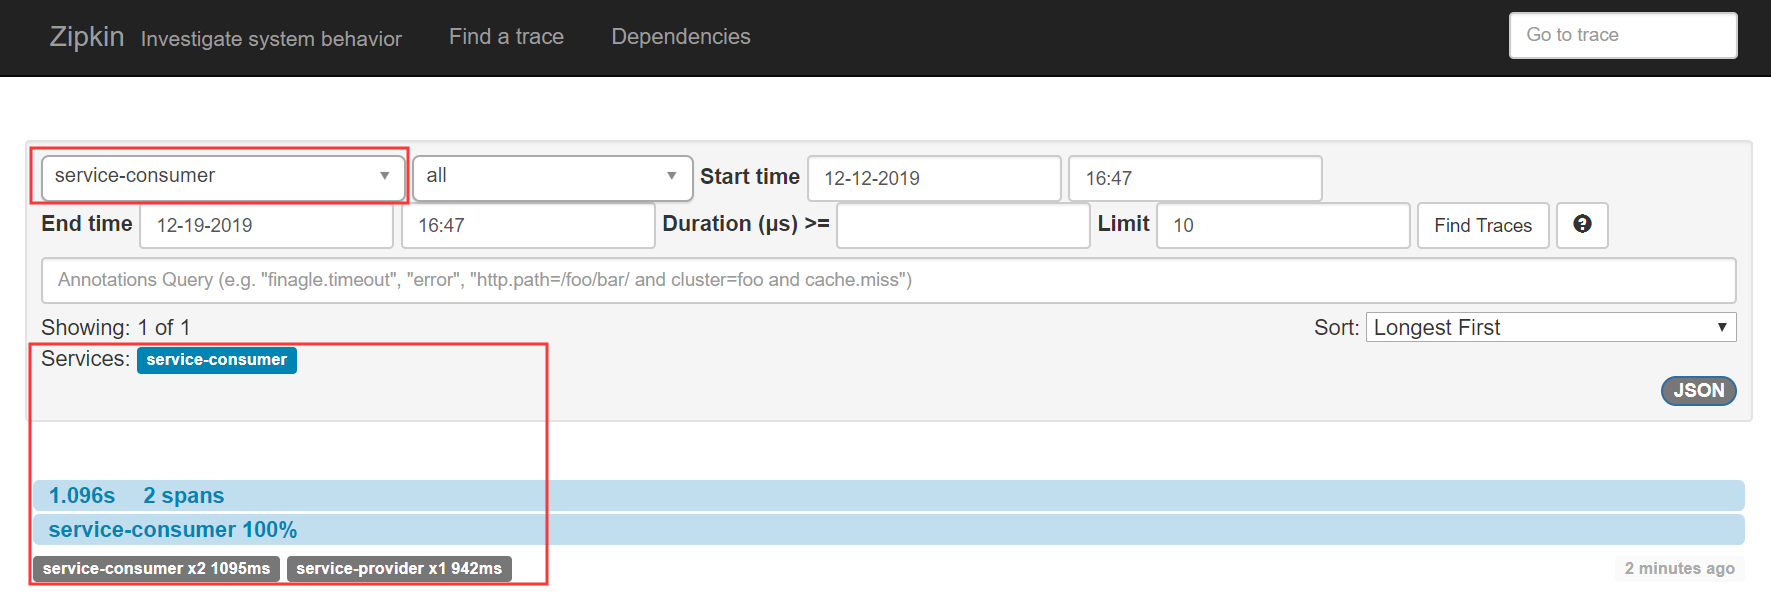 Zipkin Investigate system behavior Find a trace Dependencies Go to trace
service-consumer all Start time 12-12-2019 16:47
End time 12-19-2019 16:47 Duration (µs) >= Limit 10 Find Traces ?
Annotations Query (e.g. "finagle.timeout", "error", "http.path=/foo/bar/ and cluster=foo and cache.miss")
Showing: 1 of 1 Sort: Longest First
Services: service-consumer
JSON
1.096s 2 spans
service-consumer 100%
service-consumer x2 1095ms service-provider x1 942ms 2 minutes ago